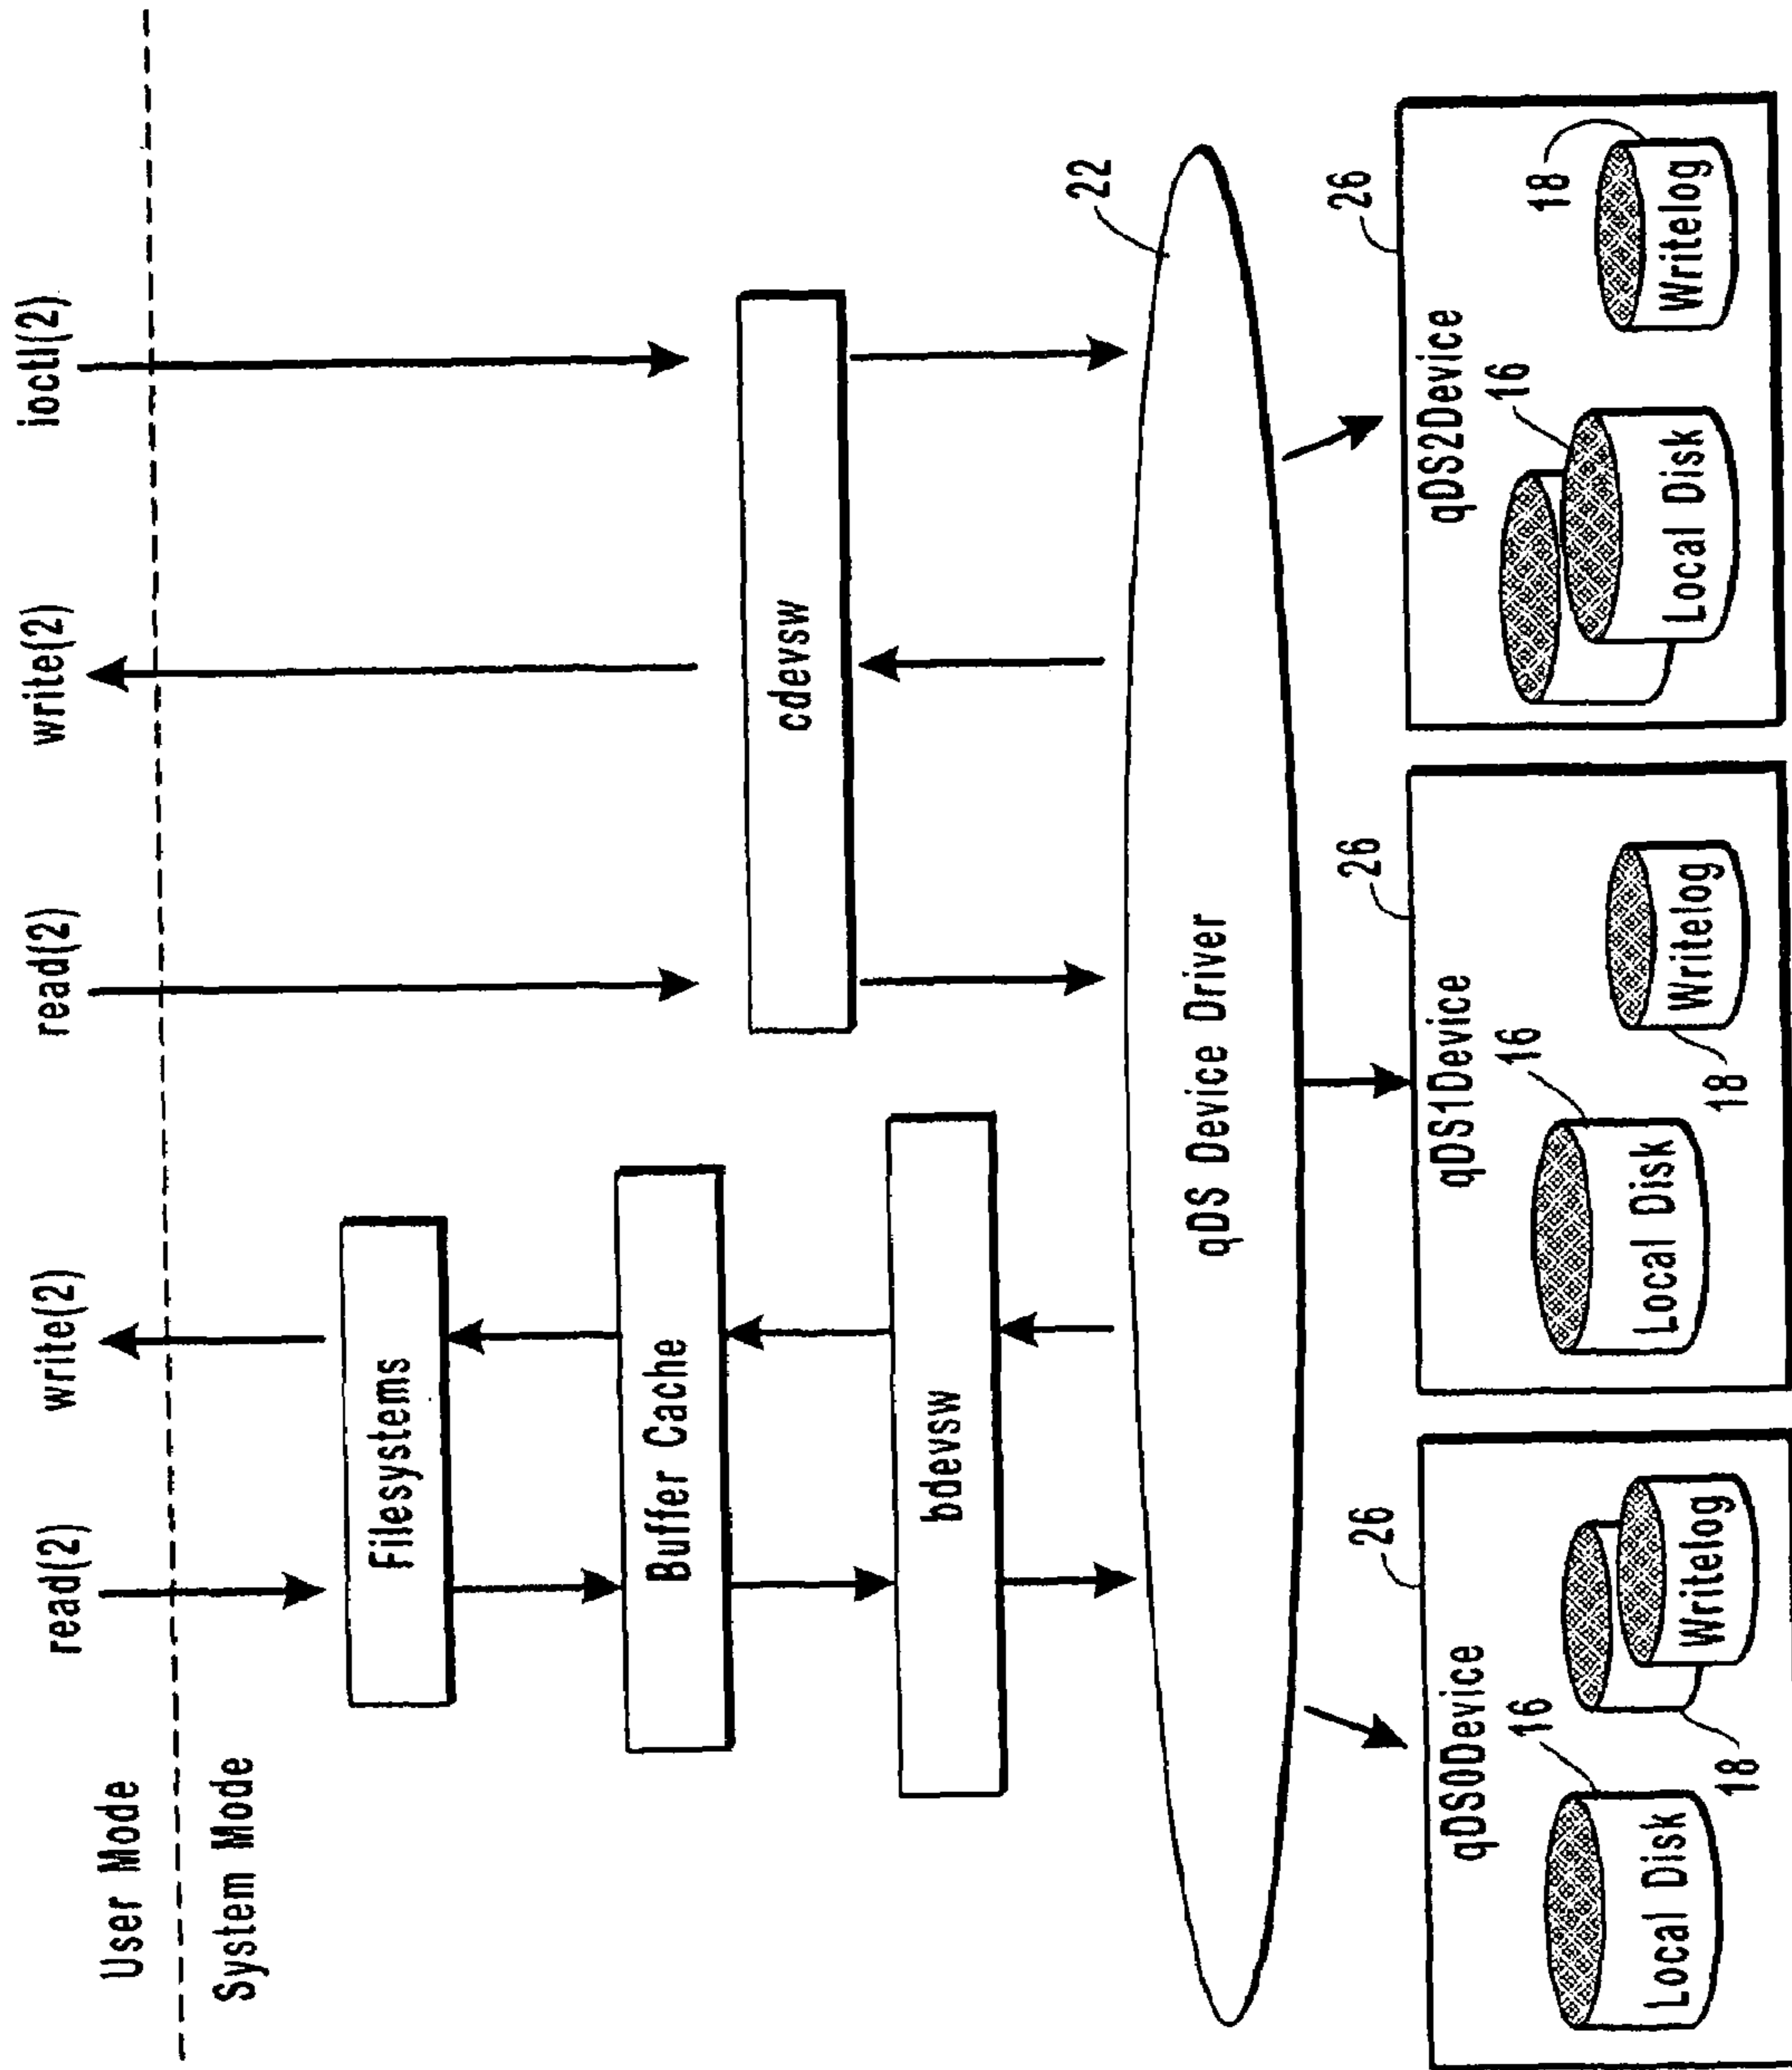 User Mode
System Mode
read(2)
write(2)
read(2)
write(2)
ioctl(2)
Filesystems
Buffer Cache
bdevsw
cdevsw
qDS Device Driver
22
26
26
26
qDS0Device
16
Local Disk
Writelog
18
qDS1Device
16
Local Disk
Writelog
18
qDS2Device
16
Local Disk
18
Writelog